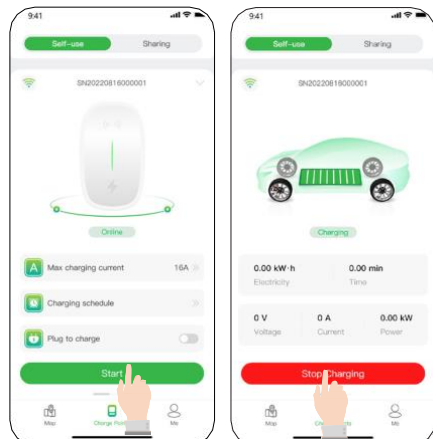 9:41
Self-use Sharing
SN20220816000001
Online
Max charging current 16A
Charging schedule
Plug to charge
Start
Map Charge Point Me
9:41
Self-use Sharing
SN20220816000001
Charging
0.00 kW·h 0.00 min
Electricity Time
0 V 0 A 0.00 kW
Voltage Current Power
Stop Charging
Map Me